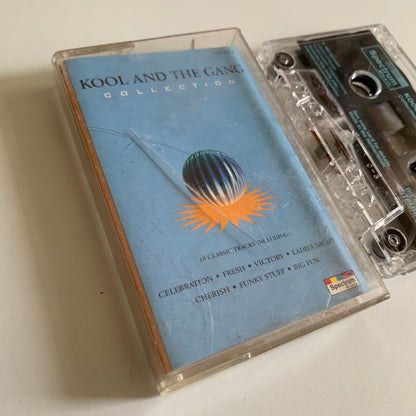 KOOL AND THE GANG
COLLECTION
18 CLASSIC TRACKS INCLUDING
CELEBRATION • FRESH • VICTORY • LADIES NIGHT
CHERISH • FUNKY STUFF • BIG FUN
Spectrum
Spectrum